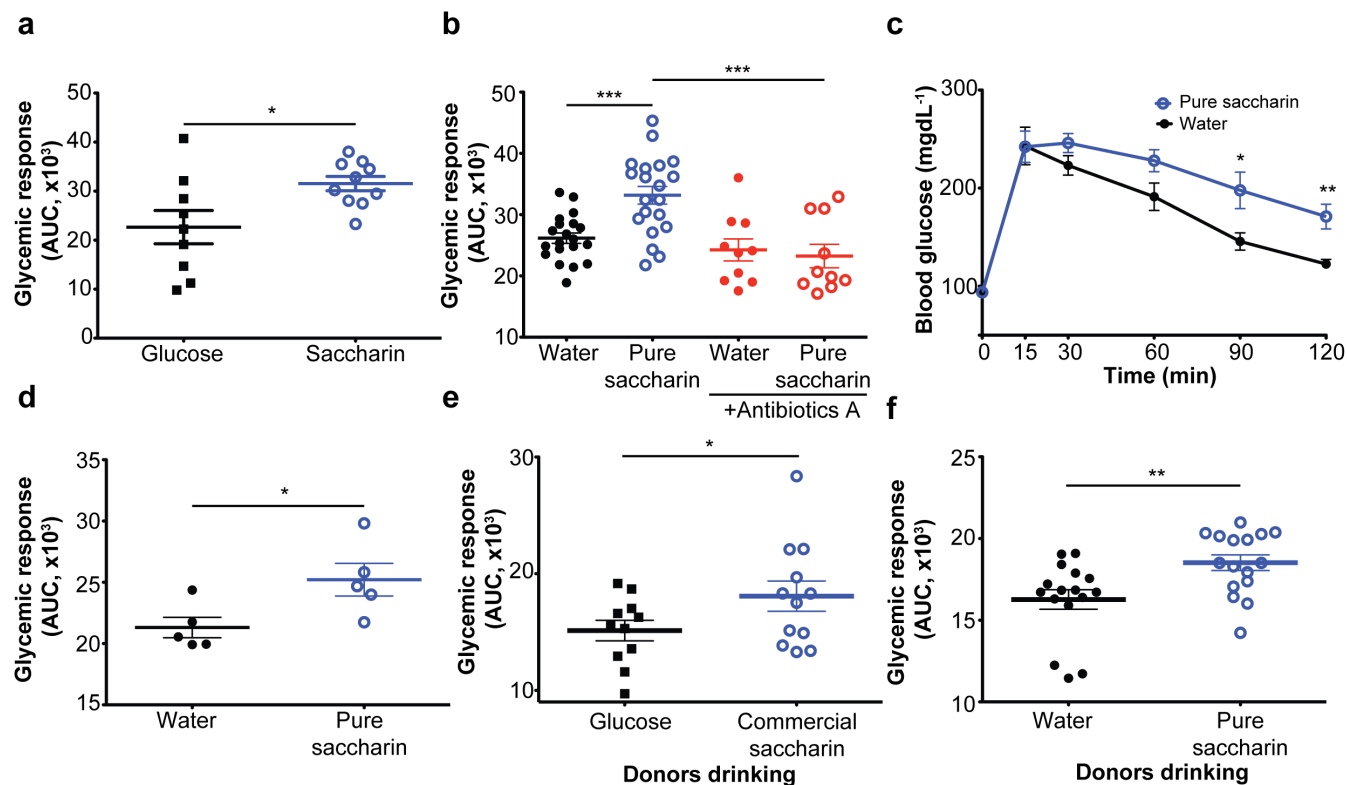 a
Glycemic response
(AUC, x10³)
50
40
30
20
10
0
*
Glucose
Saccharin
b
Glycemic response
(AUC, x10³)
50
40
30
20
10
***
***
Water
Pure
saccharin
Water
Pure
saccharin
+Antibiotics A
c
Blood glucose (mgdL⁻¹)
300
200
100
Pure saccharin
Water
*
**
0
15
30
60
90
120
Time (min)
d
Glycemic response
(AUC, x10³)
35
30
25
20
15
*
Water
Pure
saccharin
e
Glycemic response
(AUC, x10³)
30
20
10
*
Glucose
Commercial
saccharin
Donors drinking
f
Glycemic response
(AUC, x10³)
25
20
15
10
**
Water
Pure
saccharin
Donors drinking